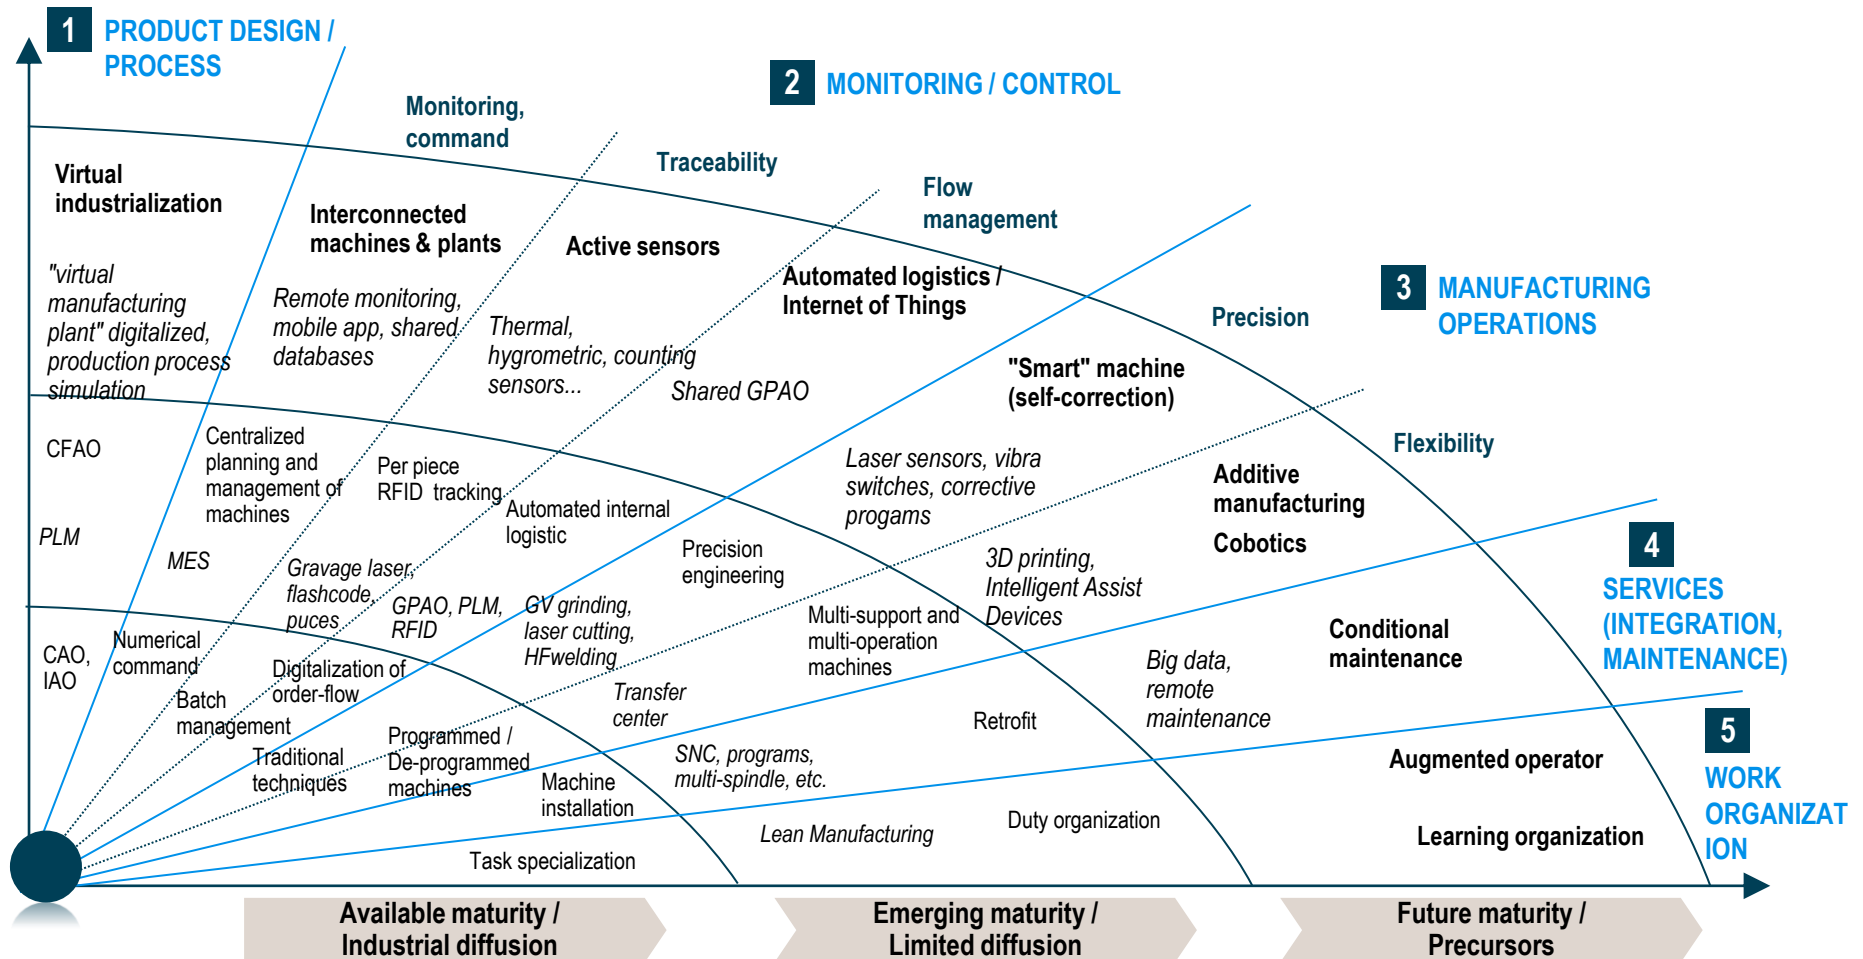 1 PRODUCT DESIGN /
PROCESS
2 MONITORING / CONTROL
Monitoring,
command
Traceability
Flow
management
Virtual
industrialization
Interconnected
machines & plants
Active sensors
Automated logistics /
Internet of Things
3 MANUFACTURING
OPERATIONS
Precision
"virtual
manufacturing
plant" digitalized,
production process
simulation
Remote monitoring,
mobile app, shared
databases
Thermal,
hygrometric, counting
sensors...
Shared GPAO
"Smart" machine
(self-correction)
Flexibility
CFAO
Centralized
planning and
management of
machines
Per piece
RFID tracking
Automated internal
logistic
Laser sensors, vibra
switches, corrective
progams
Additive
manufacturing
Cobotics
PLM
MES
Gravage laser,
flashcode,
puces
GPAO, PLM,
RFID
GV grinding,
laser cutting,
HFwelding
Precision
engineering
3D printing,
Intelligent Assist
Devices
4
SERVICES
(INTEGRATION,
MAINTENANCE)
Multi-support and
multi-operation
machines
Conditional
maintenance
CAO,
IAO
Numerical
command
Batch
management
Digitalization of
order-flow
Transfer
center
Big data,
remote
maintenance
Retrofit
Traditional
techniques
Programmed /
De-programmed
machines
Machine
installation
SNC, programs,
multi-spindle, etc.
5
WORK
ORGANIZAT
ION
Augmented operator
Task specialization
Lean Manufacturing
Duty organization
Learning organization
Available maturity /
Industrial diffusion
Emerging maturity /
Limited diffusion
Future maturity /
Precursors